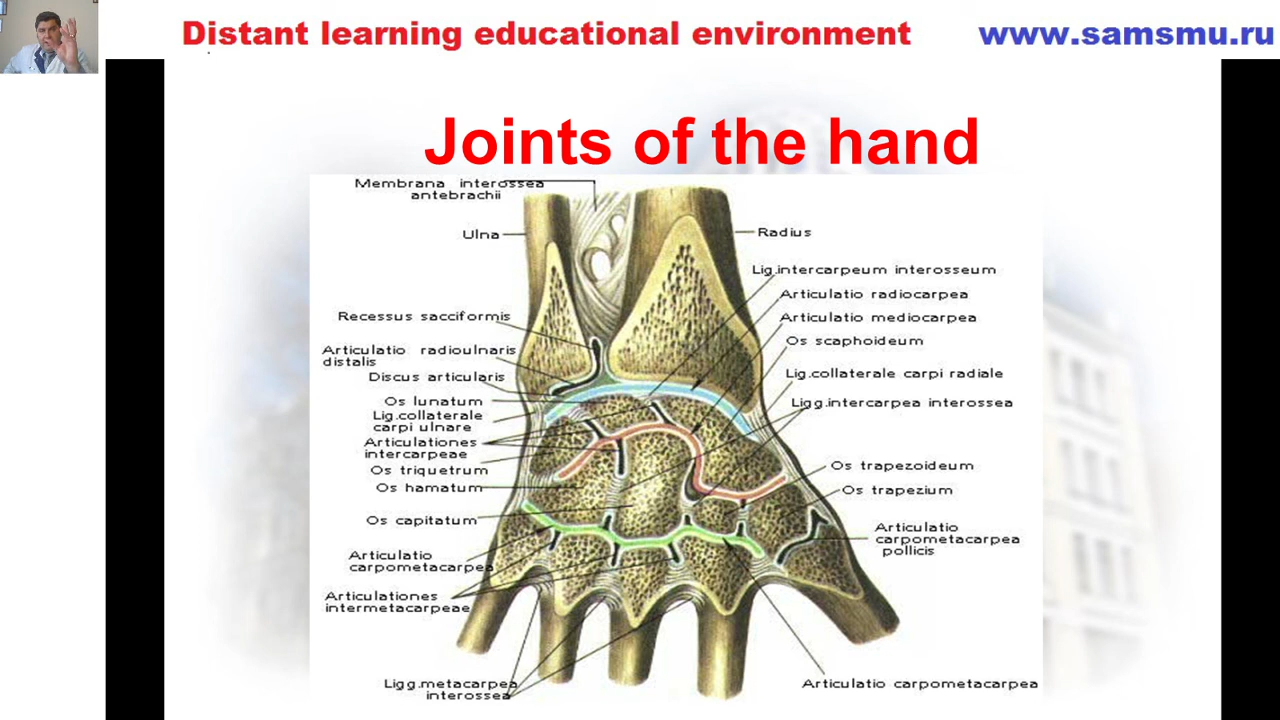 Distant learning educational environment
www.samsmu.ru
Joints of the hand
Membrana interossea
antebrachii
Ulna
Radius
Lig.intercarpeum interosseum
Articulatio radiocarpea
Articulatio mediocarpea
Os scaphoideum
Lig.collaterale carpi radiale
Ligg.intercarpea interossea
Os trapezoideum
Os trapezium
Articulatio
carpometacarpea
pollicis
Articulatio carpometacarpea
Recessus sacciformis
Articulatio radioulnaris
distalis
Discus articularis
Os lunatum
Lig.collaterale
carpi ulnare
Articulationes
intercarpeae
Os triquetrum
Os hamatum
Os capitatum
Articulatio
carpometacarpea
Articulationes
intermetacarpeae
Ligg.metacarpea
interossea